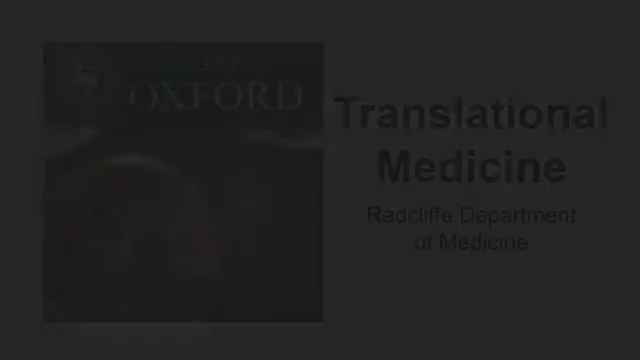 OXFORD
Translational
Medicine
Radcliffe Department
of Medicine